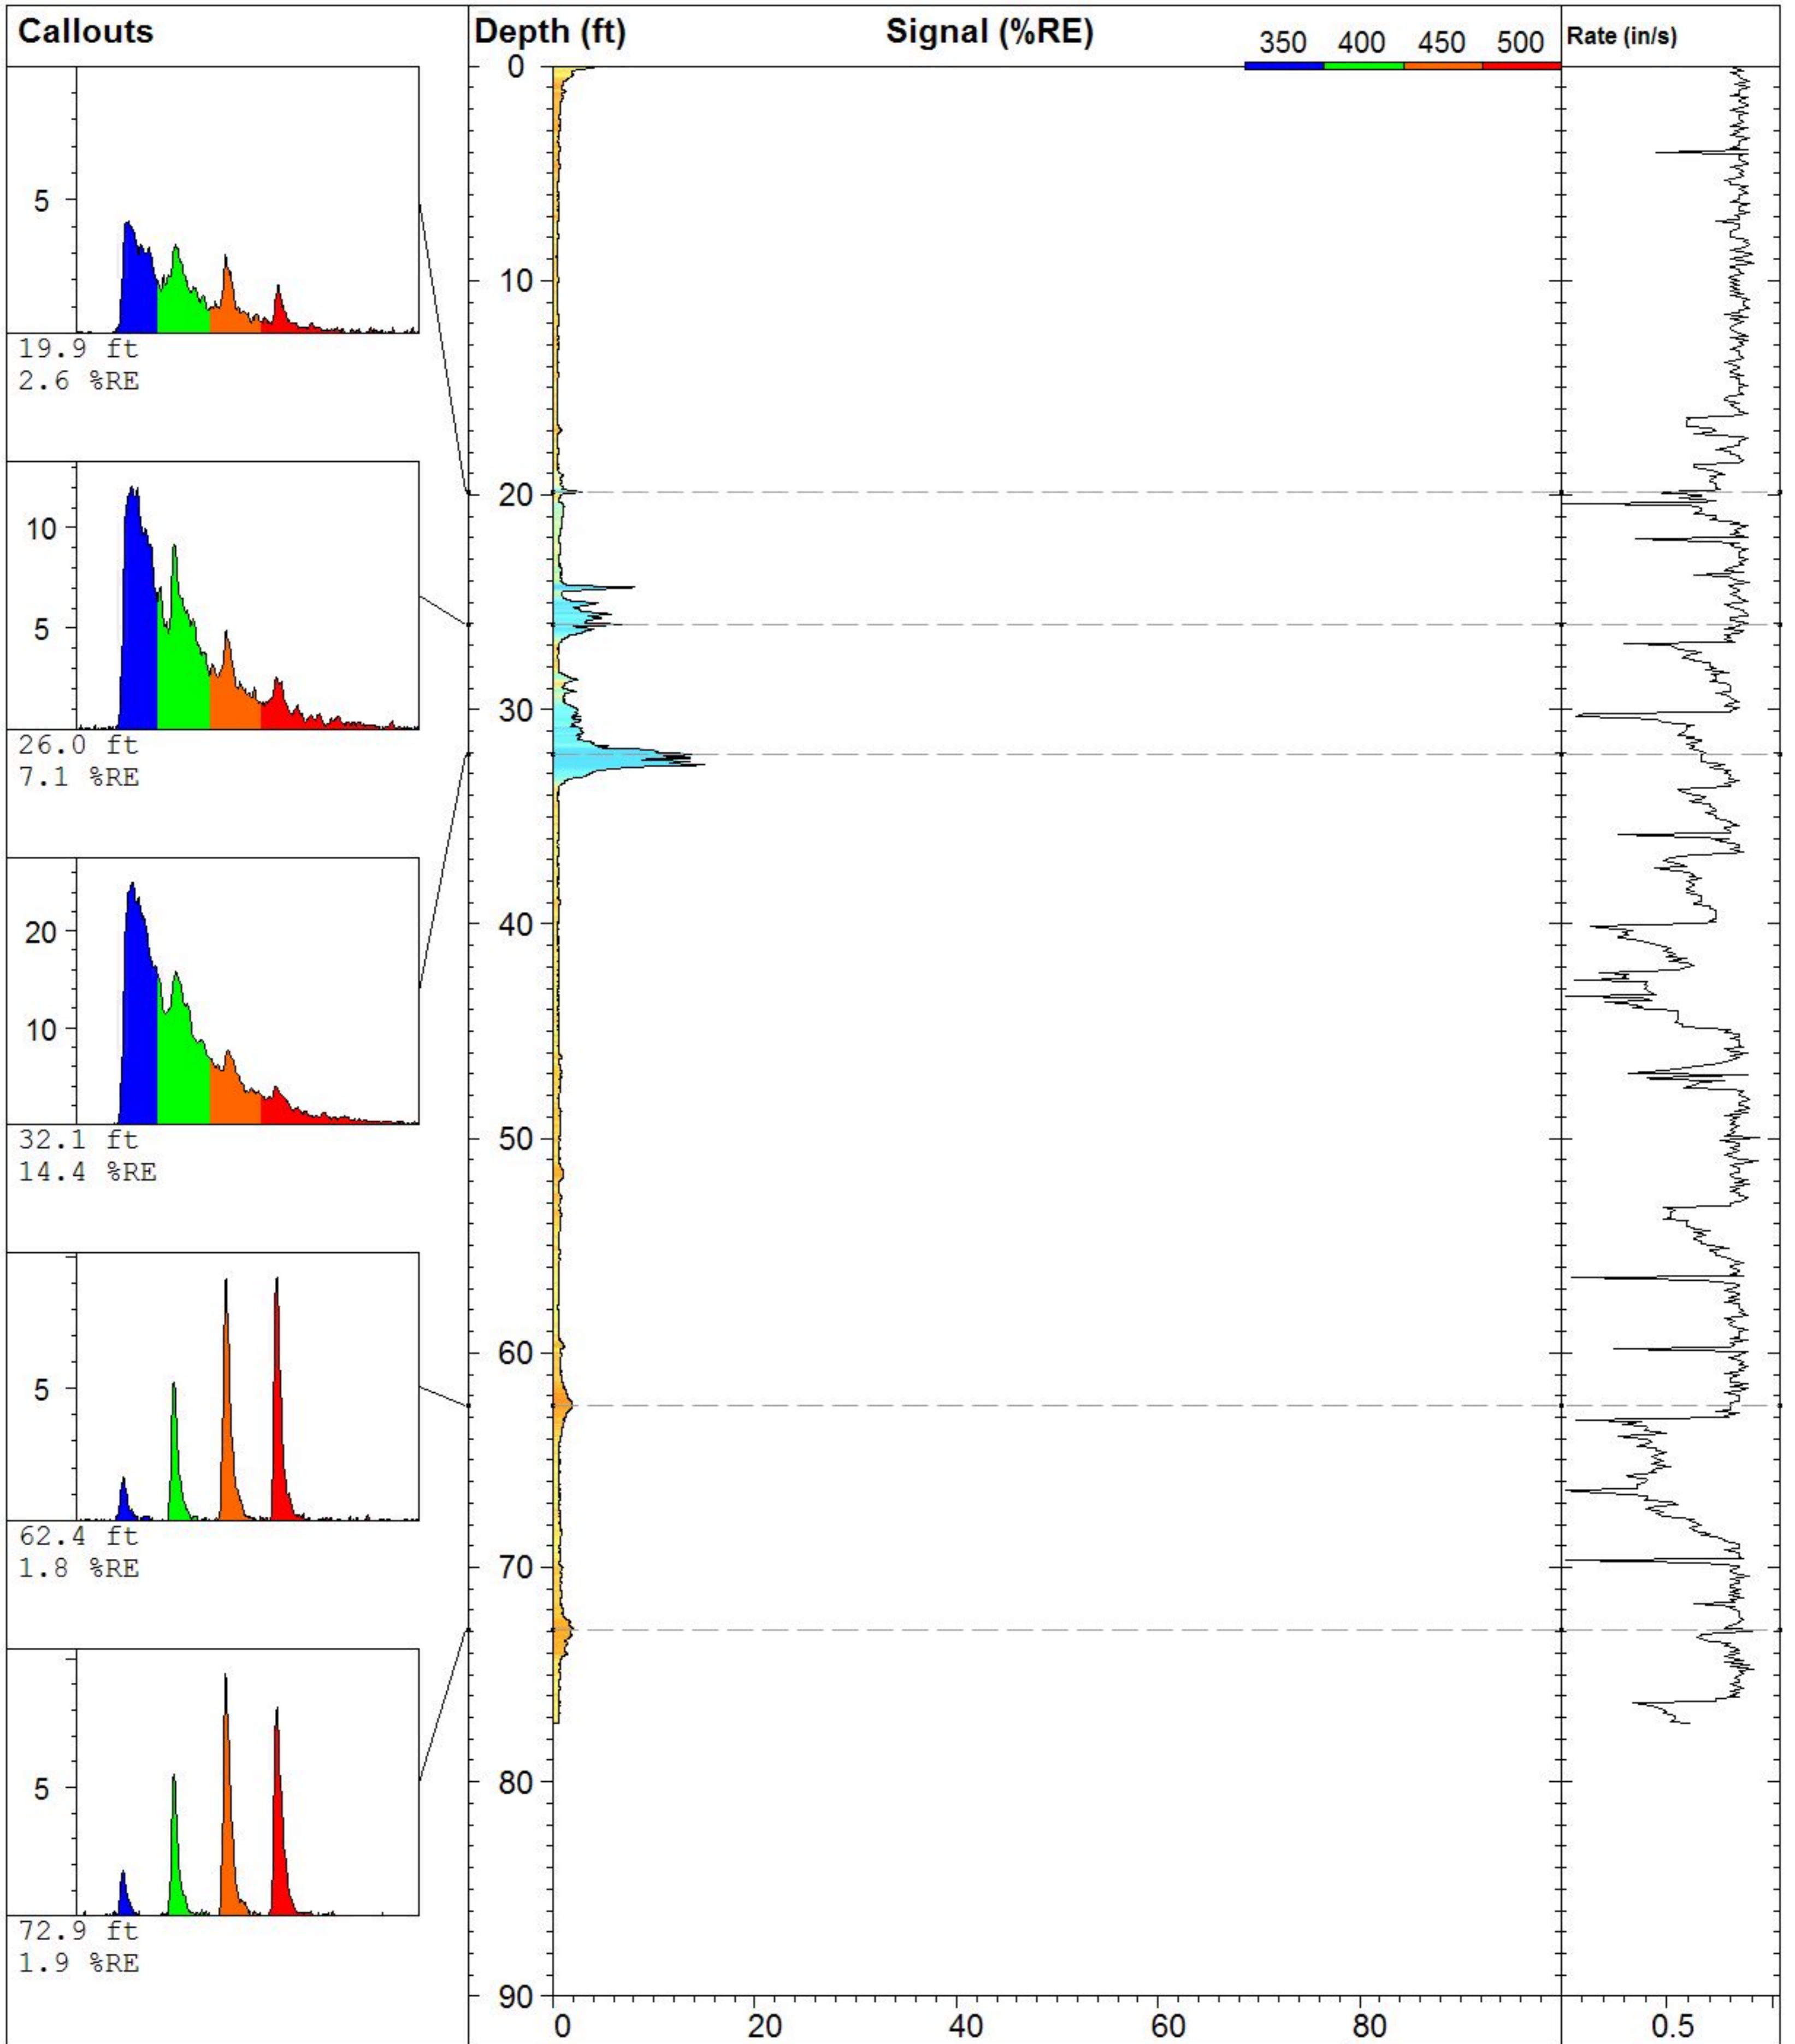 Callouts
Depth (ft)
Signal (%RE)
350 400 450 500
Rate (in/s)
5
19.9 ft
2.6 %RE
10
5
26.0 ft
7.1 %RE
20
10
32.1 ft
14.4 %RE
5
62.4 ft
1.8 %RE
5
72.9 ft
1.9 %RE
0
10
20
30
40
50
60
70
80
90
0 20 40 60 80
0.5